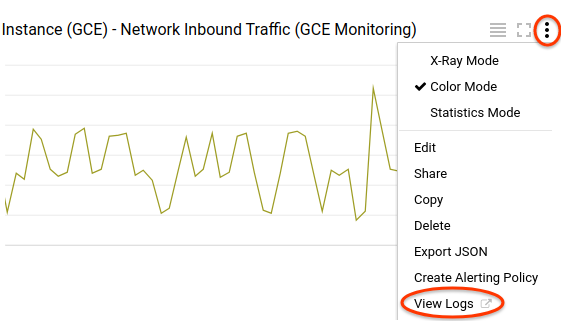 Instance (GCE) - Network Inbound Traffic (GCE Monitoring)
X-Ray Mode
Color Mode
Statistics Mode
Edit
Share
Copy
Delete
Export JSON
Create Alerting Policy
View Logs